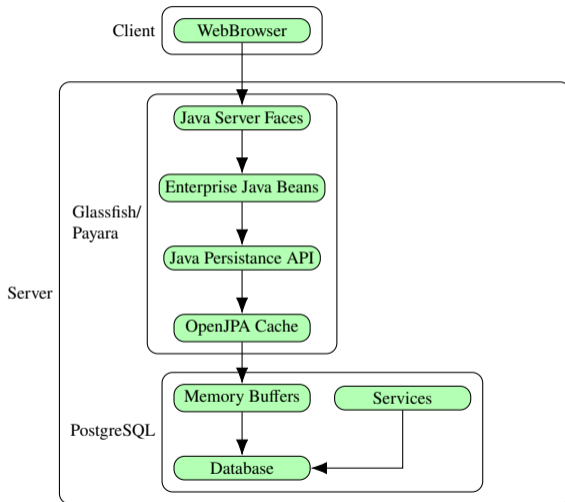 Client
WebBrowser
Java Server Faces
Enterprise Java Beans
Glassfish/
Payara
Java Persistance API
Server
OpenJPA Cache
Memory Buffers
Services
PostgreSQL
Database